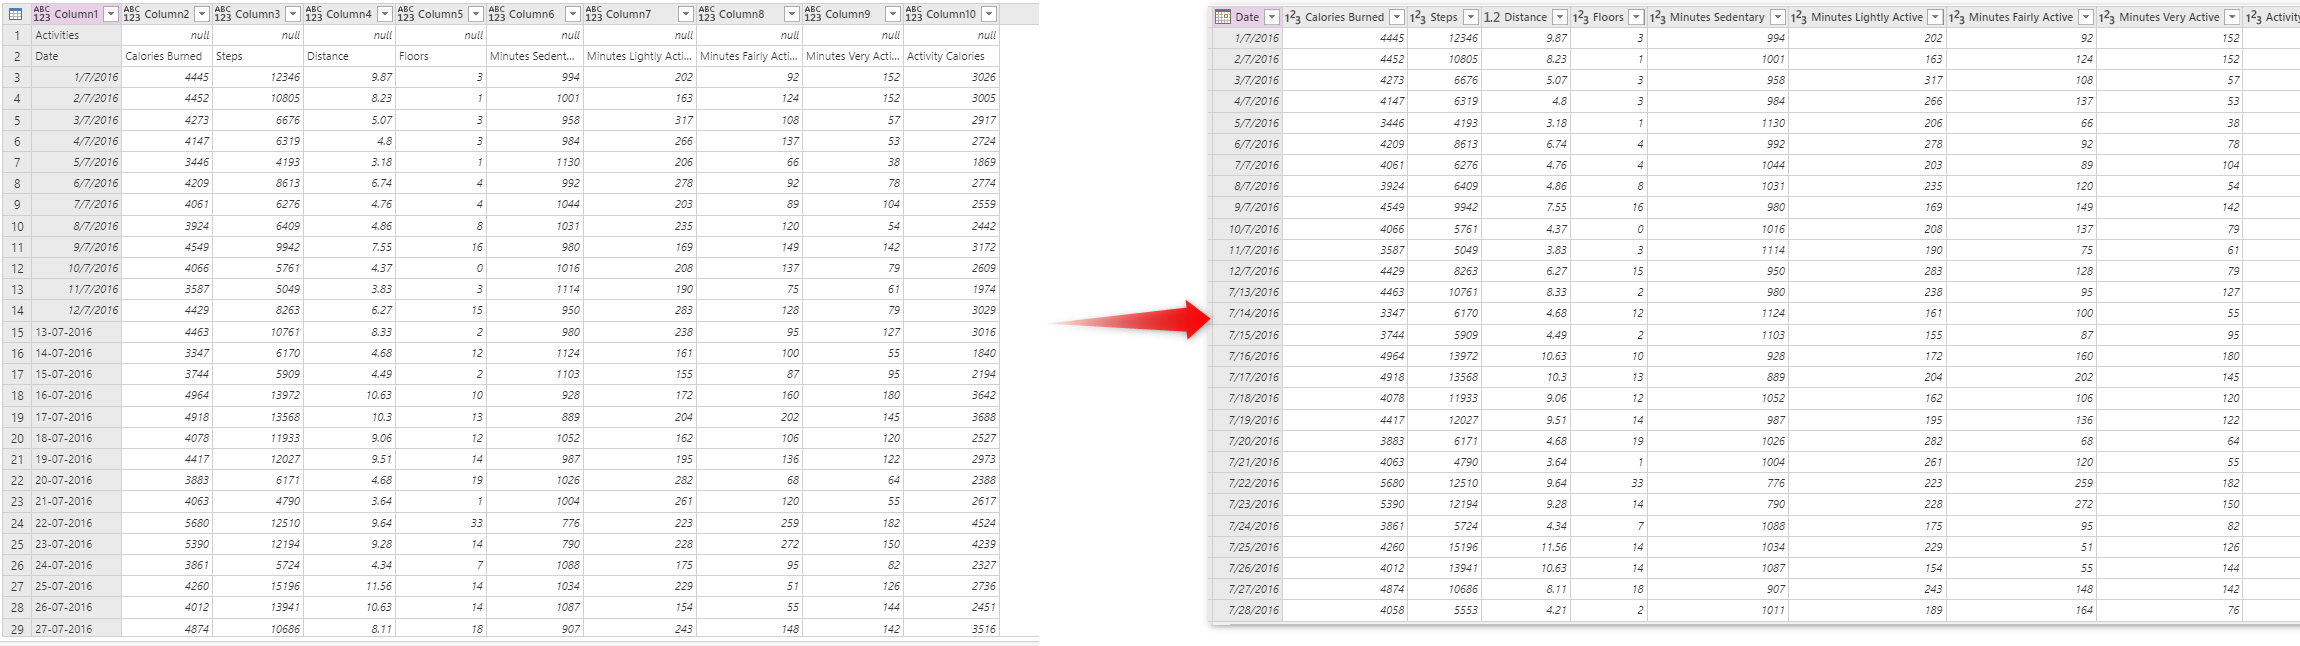 ABC 123 Column1 ABC 123 Column2 ABC 123 Column3 ABC 123 Column4 ABC 123 Column5 ABC 123 Column6 ABC 123 Column7 ABC 123 Column8 ABC 123 Column9 ABC 123 Column10
1 Activities null null null null null null null null null
2 Date Calories Burned Steps Distance Floors Minutes Sedent... Minutes Lightly Acti... Minutes Fairly Acti... Minutes Very Acti... Activity Calories
3 1/7/2016 4445 12346 9.87 3 994 202 92 152 3026
4 2/7/2016 4452 10805 8.23 1 1001 163 124 152 3005
5 3/7/2016 4273 6676 5.07 3 958 317 108 57 2917
6 4/7/2016 4147 6319 4.8 3 984 266 137 53 2724
7 5/7/2016 3446 4193 3.18 1 1130 206 66 38 1869
8 6/7/2016 4209 8613 6.74 4 992 278 92 78 2774
9 7/7/2016 4061 6276 4.76 4 1044 203 89 104 2559
10 8/7/2016 3924 6409 4.86 8 1031 235 120 54 2442
11 9/7/2016 4549 9942 7.55 16 980 169 149 142 3172
12 10/7/2016 4066 5761 4.37 0 1016 208 137 79 2609
13 11/7/2016 3587 5049 3.83 3 1114 190 75 61 1974
14 12/7/2016 4429 8263 6.27 15 950 283 128 79 3029
15 13-07-2016 4463 10761 8.33 2 980 238 95 127 3016
16 14-07-2016 3347 6170 4.68 12 1124 161 100 55 1840
17 15-07-2016 3744 5909 4.49 2 1103 155 87 95 2194
18 16-07-2016 4964 13972 10.63 10 928 172 160 180 3642
19 17-07-2016 4918 13568 10.3 13 889 204 202 145 3688
20 18-07-2016 4078 11933 9.06 12 1052 162 106 120 2527
21 19-07-2016 4417 12027 9.51 14 987 195 136 122 2973
22 20-07-2016 3883 6171 4.68 19 1026 282 68 64 2388
23 21-07-2016 4063 4790 3.64 1 1004 261 120 55 2617
24 22-07-2016 5680 12510 9.64 33 776 223 259 182 4524
25 23-07-2016 5390 12194 9.28 14 790 228 272 150 4239
26 24-07-2016 3861 5724 4.34 7 1088 175 95 82 2327
27 25-07-2016 4260 15196 11.56 14 1034 229 51 126 2736
28 26-07-2016 4012 13941 10.63 14 1087 154 55 144 2451
29 27-07-2016 4874 10686 8.11 18 907 243 148 142 3516
Date 123 Calories Burned 123 Steps 1.2 Distance 123 Floors 123 Minutes Sedentary 123 Minutes Lightly Active 123 Minutes Fairly Active 123 Minutes Very Active 123 Activity
1/7/2016 4445 12346 9.87 3 994 202 92 152
2/7/2016 4452 10805 8.23 1 1001 163 124 152
3/7/2016 4273 6676 5.07 3 958 317 108 57
4/7/2016 4147 6319 4.8 3 984 266 137 53
5/7/2016 3446 4193 3.18 1 1130 206 66 38
6/7/2016 4209 8613 6.74 4 992 278 92 78
7/7/2016 4061 6276 4.76 4 1044 203 89 104
8/7/2016 3924 6409 4.86 8 1031 235 120 54
9/7/2016 4549 9942 7.55 16 980 169 149 142
10/7/2016 4066 5761 4.37 0 1016 208 137 79
11/7/2016 3587 5049 3.83 3 1114 190 75 61
12/7/2016 4429 8263 6.27 15 950 283 128 79
7/13/2016 4463 10761 8.33 2 980 238 95 127
7/14/2016 3347 6170 4.68 12 1124 161 100 55
7/15/2016 3744 5909 4.49 2 1103 155 87 95
7/16/2016 4964 13972 10.63 10 928 172 160 180
7/17/2016 4918 13568 10.3 13 889 204 202 145
7/18/2016 4078 11933 9.06 12 1052 162 106 120
7/19/2016 4417 12027 9.51 14 987 195 136 122
7/20/2016 3883 6171 4.68 19 1026 282 68 64
7/21/2016 4063 4790 3.64 1 1004 261 120 55
7/22/2016 5680 12510 9.64 33 776 223 259 182
7/23/2016 5390 12194 9.28 14 790 228 272 150
7/24/2016 3861 5724 4.34 7 1088 175 95 82
7/25/2016 4260 15196 11.56 14 1034 229 51 126
7/26/2016 4012 13941 10.63 14 1087 154 55 144
7/27/2016 4874 10686 8.11 18 907 243 148 142
7/28/2016 4058 5553 4.21 2 1011 189 164 76